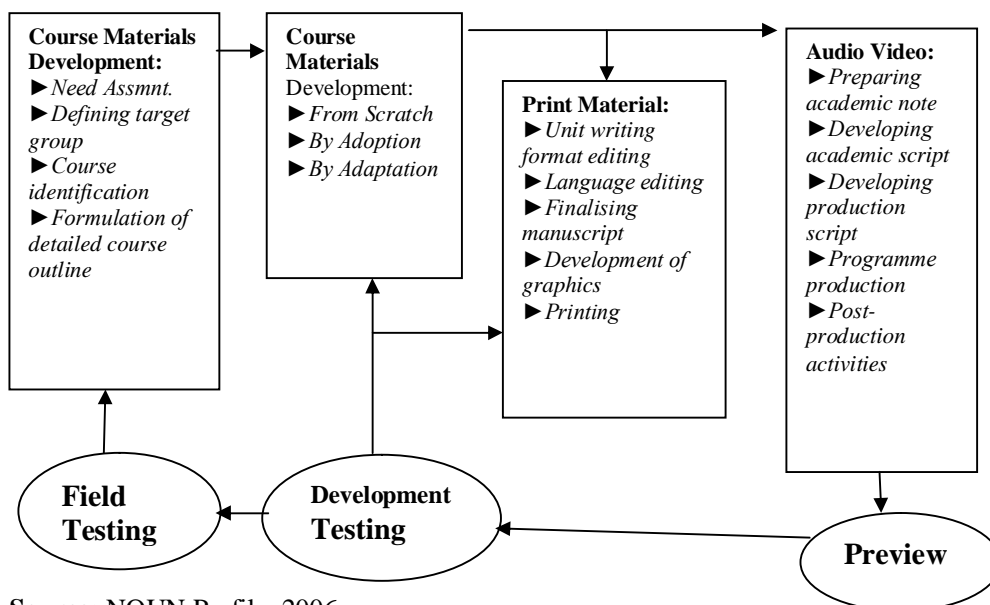 Course Materials
Development:
►Need Assmnt.
►Defining target
group
►Course
identification
►Formulation of
detailed course
outline
Course
Materials
Development:
►From Scratch
►By Adoption
►By Adaptation
Print Material:
►Unit writing
format editing
►Language editing
►Finalising
manuscript
►Development of
graphics
►Printing
Audio Video:
►Preparing
academic note
►Developing
academic script
►Developing
production
script
►Programme
production
►Post-
production
activities
Field
Testing
Development
Testing
Preview
NOUN Profile, 2006